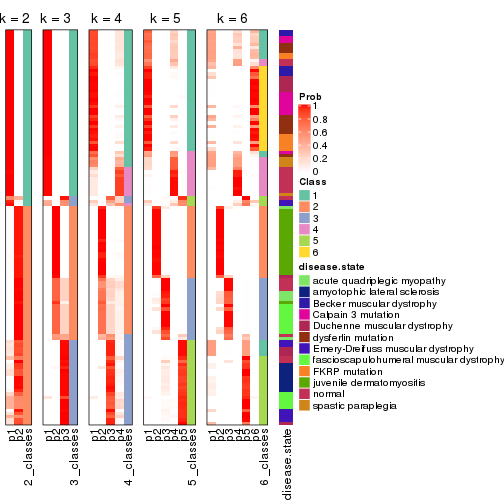 k = 2 k = 3 k = 4 k = 5 k = 6
Prob
1
0.8
0.6
0.4
0.2
0
Class
1
2
3
4
5
6
disease.state
acute quadriplegic myopathy
amyotrophic lateral sclerosis
Becker muscular dystrophy
Calpain 3 mutation
Duchenne muscular dystrophy
dysferlin mutation
Emery-Dreifuss muscular dystrophy
fascioscapulohumeral muscular dystrophy
FKRP mutation
juvenile dermatomyositis
normal
spastic paraplegia
p1 p2 2_classes p1 p2 p3 3_classes p1 p2 p3 p4 4_classes p1 p2 p3 p4 p5 5_classes p1 p2 p3 p4 p5 p6 6_classes disease.state